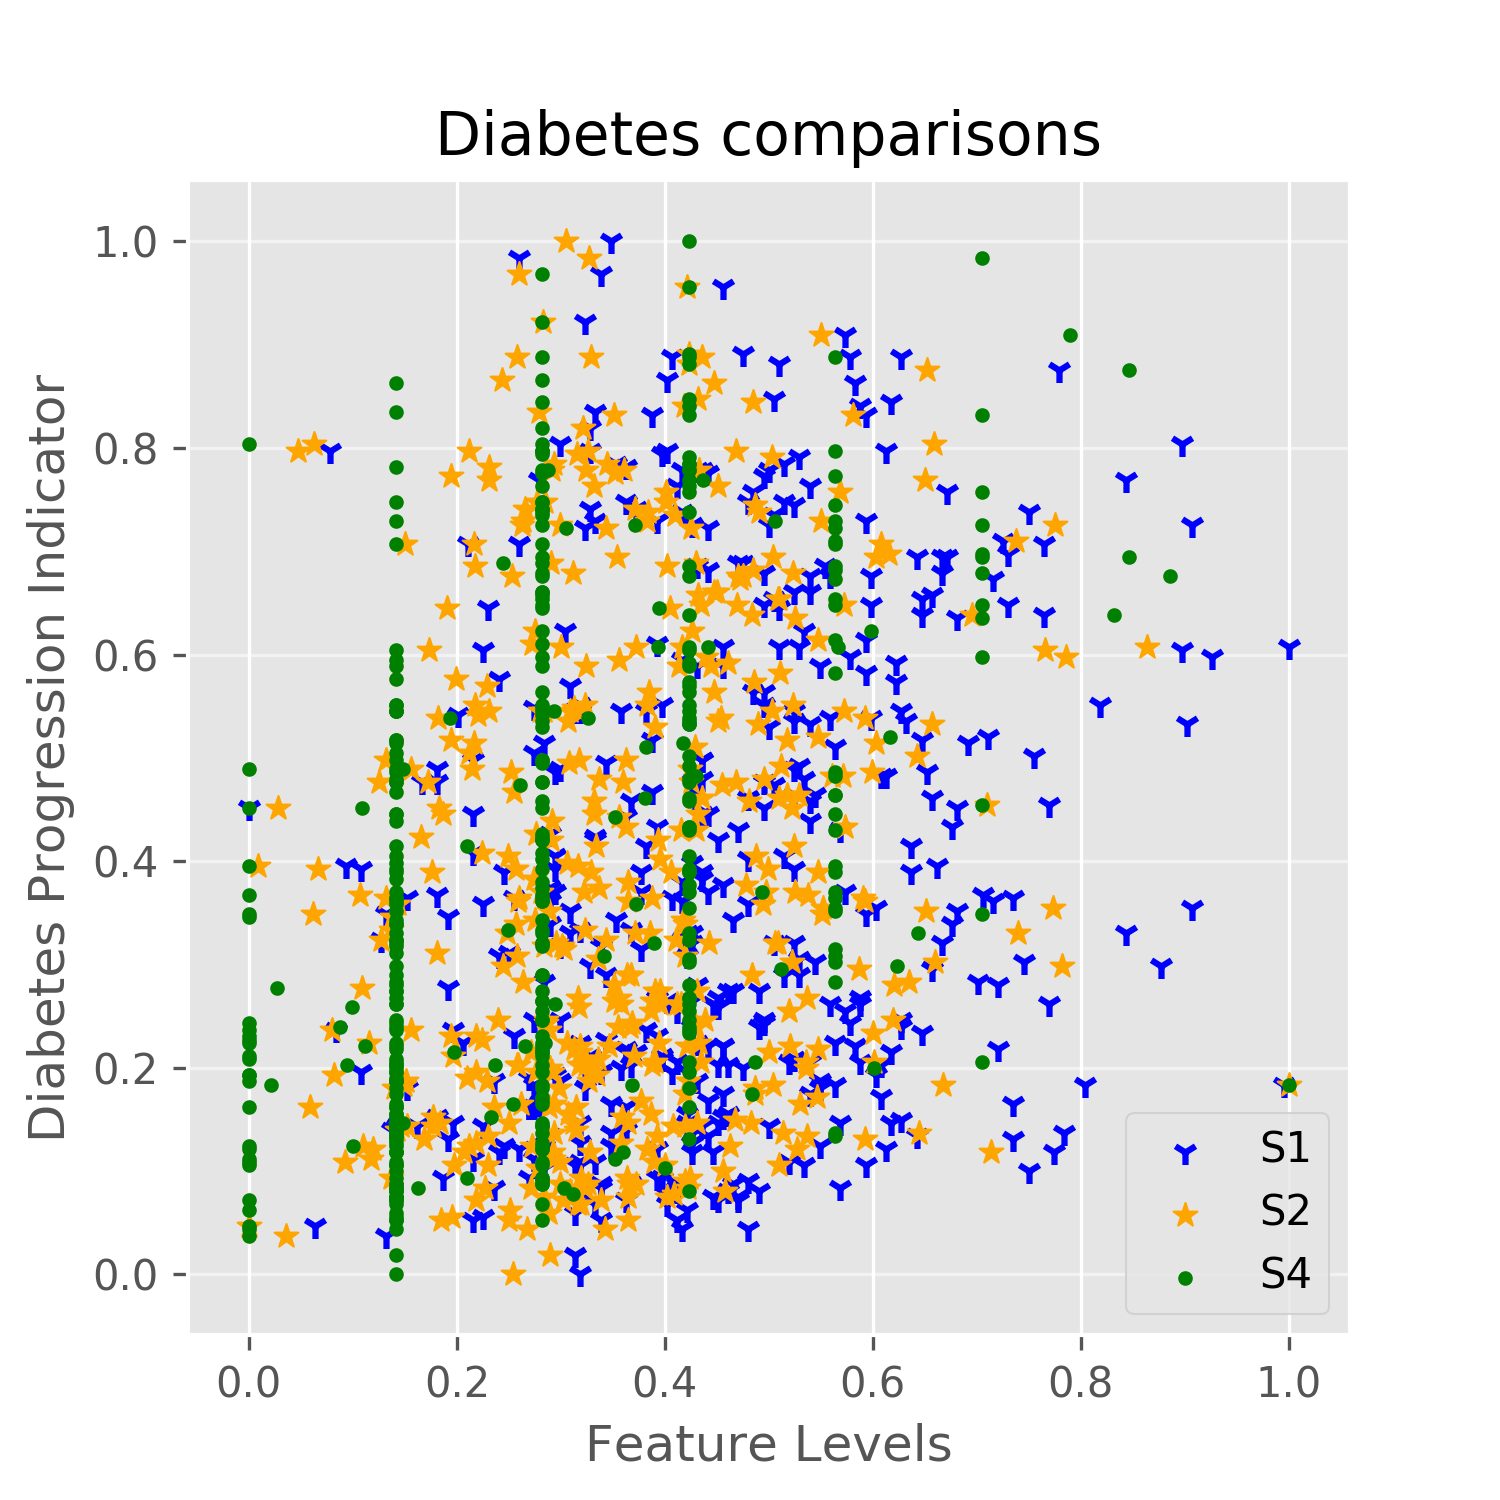 Diabetes comparisons
Diabetes Progression Indicator
1.0
0.8
0.6
0.4
0.2
0.0
S1
S2
S4
0.0 0.2 0.4 0.6 0.8 1.0
Feature Levels